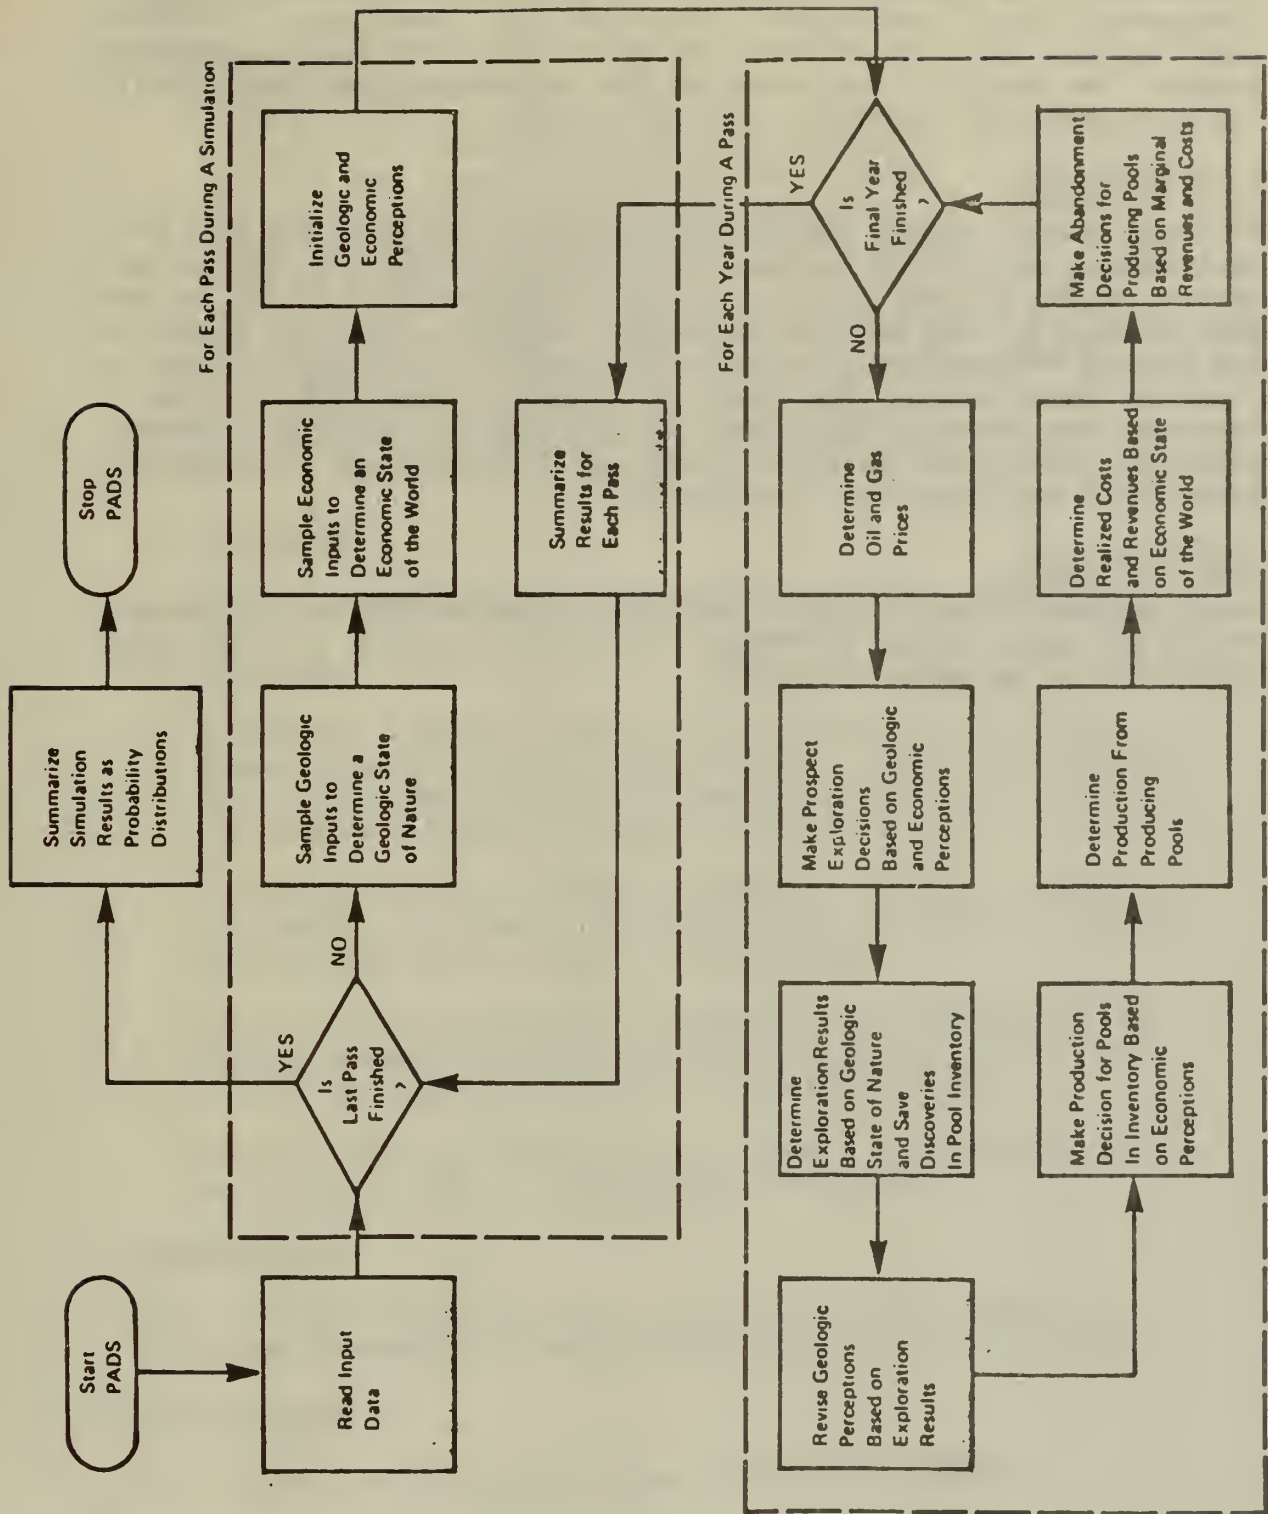 Start
PADS
Read Input
Data
For Each Pass During A Simulation
Is
Last Pass
Finished
?
YES
NO
Summarize
Simulation
Results as
Probability
Distributions
Stop
PADS
Sample Geologic
Inputs to
Determine a
Geologic State
of Nature
Sample Economic
Inputs to
Determine an
Economic State
of the World
Initialize
Geologic and
Economic
Perceptions
Summarize
Results for
Each Pass
For Each Year During A Pass
Is
Final Year
Finished
?
YES
NO
Determine
Oil and Gas
Prices
Make Prospect
Exploration
Decisions
Based on Geologic
and Economic
Perceptions
Determine
Exploration Results
Based on Geologic
State of Nature
and Save
Discoveries
In Pool Inventory
Revise Geologic
Perceptions
Based on
Exploration
Results
Make Production
Decision for Pools
In Inventory Based
on Economic
Perceptions
Determine
Production From
Producing
Pools
Determine
Realized Costs
and Revenues Based
on Economic State
of the World
Make Abandonment
Decisions for
Producing Pools
Based on Marginal
Revenues and Costs